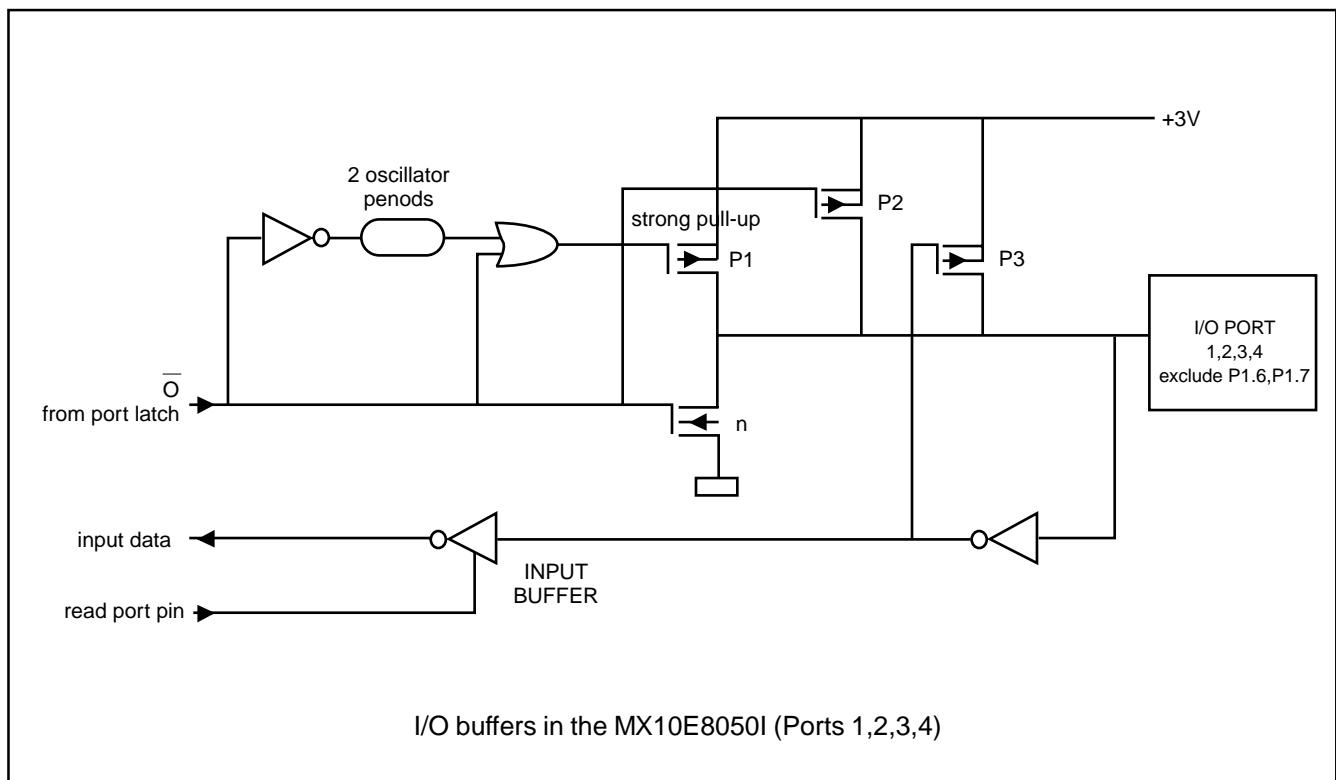 +3V
2 oscillator
penods
strong pull-up
P2
P1
P3
I/O PORT
1,2,3,4
exclude P1.6,P1.7
O̅
from port latch
n
input data
INPUT
BUFFER
read port pin
I/O buffers in the MX10E8050I (Ports 1,2,3,4)